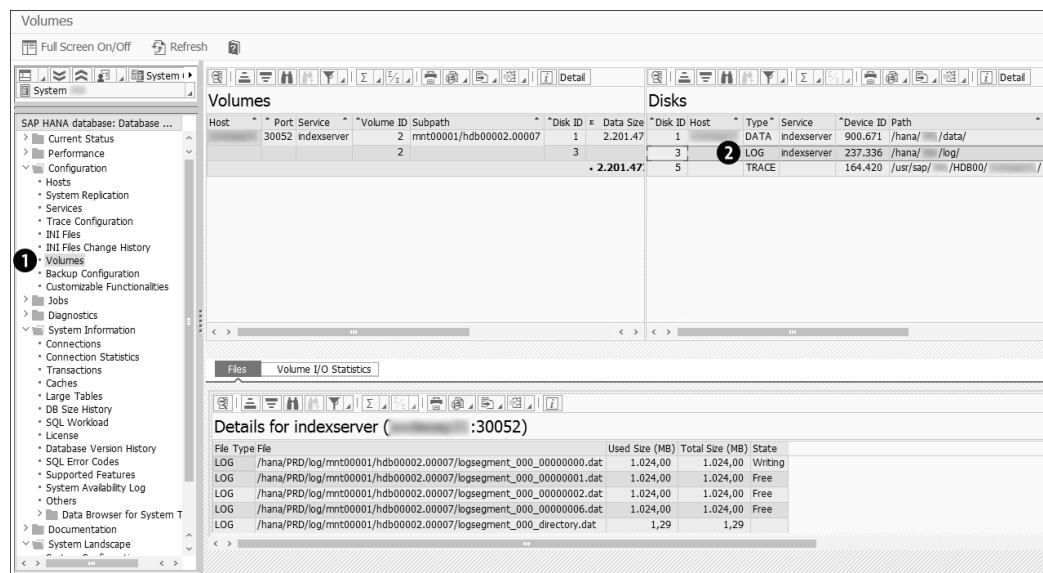 Volumes
Full Screen On/Off Refresh
System
System
SAP HANA database: Database ...
Current Status
Performance
Configuration
Hosts
System Replication
Services
Trace Configuration
INI Files
INI Files Change History
1 Volumes
Backup Configuration
Customizable Functionalities
Jobs
Diagnostics
System Information
Connections
Connection Statistics
Transactions
Caches
Large Tables
DB Size History
SQL Workload
License
Database Version History
SQL Error Codes
Supported Features
System Availability Log
Others
Data Browser for System T
Documentation
System Landscape
Detail
Volumes
Host Port Service Volume ID Subpath Disk ID Data Size
30052 indexserver 2 mnt00001/hdb00002.00007 1 2.201.47
2 3
2.201.47
Detail
Disks
Disk ID Host Type Service Device ID Path
1 DATA indexserver 900.671 /hana/ /data/
3 2 LOG indexserver 237.336 /hana/ /log/
5 TRACE 164.420 /usr/sap/ /HDB00/ /
Files Volume I/O Statistics
Details for indexserver ( :30052)
File Type File Used Size (MB) Total Size (MB) State
LOG /hana/PRD/log/mnt00001/hdb00002.00007/logsegment_000_00000000.dat 1.024,00 1.024,00 Writing
LOG /hana/PRD/log/mnt00001/hdb00002.00007/logsegment_000_00000001.dat 1.024,00 1.024,00 Free
LOG /hana/PRD/log/mnt00001/hdb00002.00007/logsegment_000_00000002.dat 1.024,00 1.024,00 Free
LOG /hana/PRD/log/mnt00001/hdb00002.00007/logsegment_000_00000006.dat 1.024,00 1.024,00 Free
LOG /hana/PRD/log/mnt00001/hdb00002.00007/logsegment_000_directory.dat 1,29 1,29